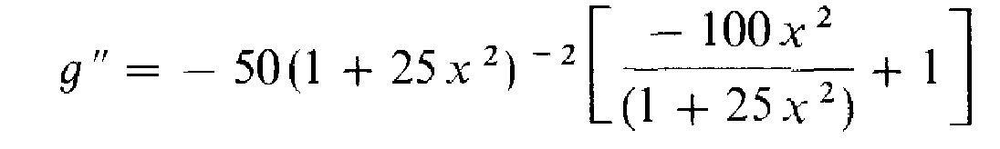 g'' = − 50(1 + 25x²)⁻² [ − 100x² / (1 + 25x²) + 1 ]